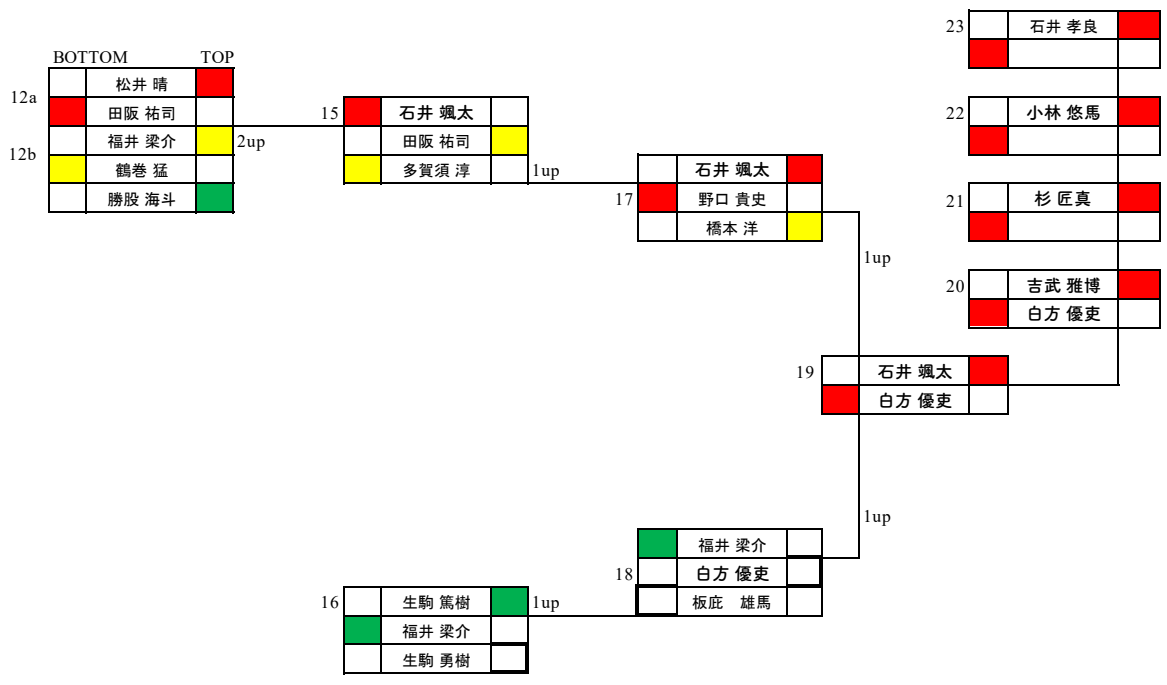 BOTTOM TOP
12a
松井 晴
田阪 祐司
12b
福井 梁介
2up
鶴巻 猛
勝股 海斗
15
石井 颯太
田阪 祐司
多賀須 淳
1up
17
石井 颯太
野口 貴史
橋本 洋
1up
23
石井 孝良
22
小林 悠馬
21
杉 匠真
20
吉武 雅博
白方 優吏
19
石井 颯太
白方 優吏
1up
18
福井 梁介
白方 優吏
板庇 雄馬
16
生駒 篤樹
1up
福井 梁介
生駒 勇樹